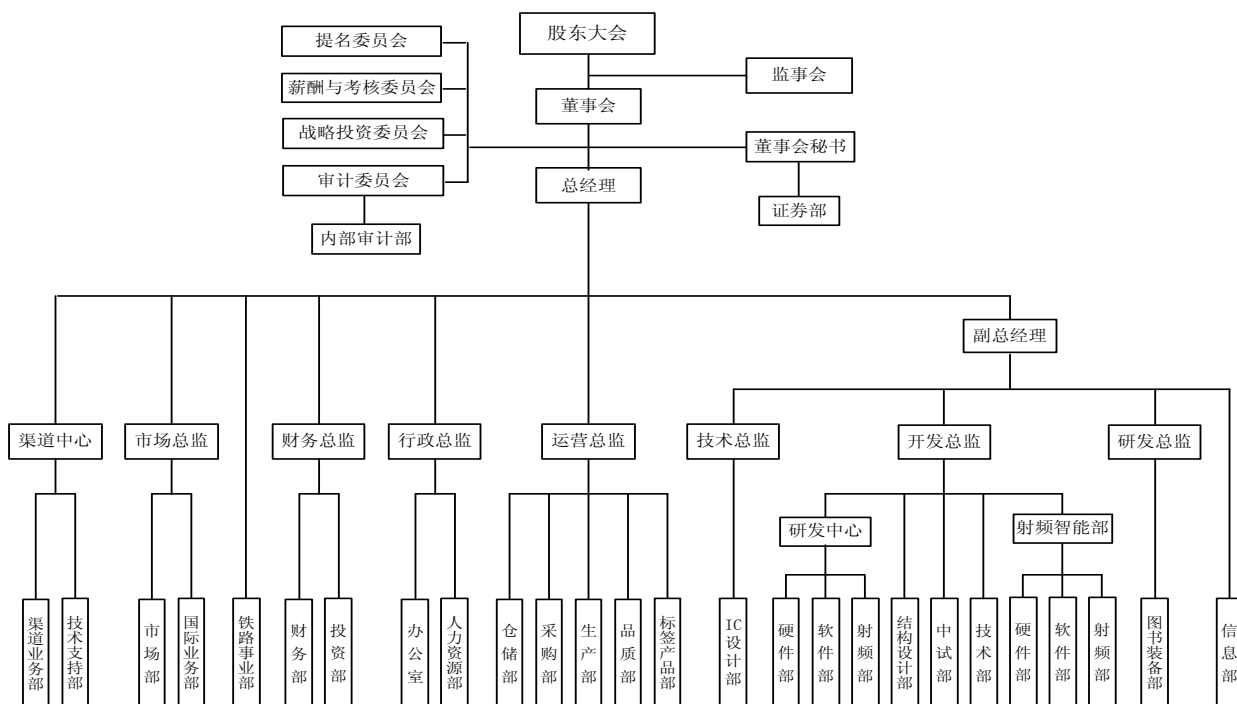 股东大会
提名委员会
监事会
薪酬与考核委员会
董事会
战略投资委员会
董事会秘书
审计委员会
总经理
证券部
内部审计部
副总经理
渠道中心
市场总监
财务总监
行政总监
运营总监
技术总监
开发总监
研发总监
研发中心
射频智能部
渠道业务部
技术支持部
市场部
国际业务部
铁路事业部
财务部
投资部
办公室
人力资源部
仓储部
采购部
生产部
品质部
标签产品部
IC设计部
硬件部
软件部
射频部
结构设计部
中试部
技术部
硬件部
软件部
射频部
图书装备部
信息部